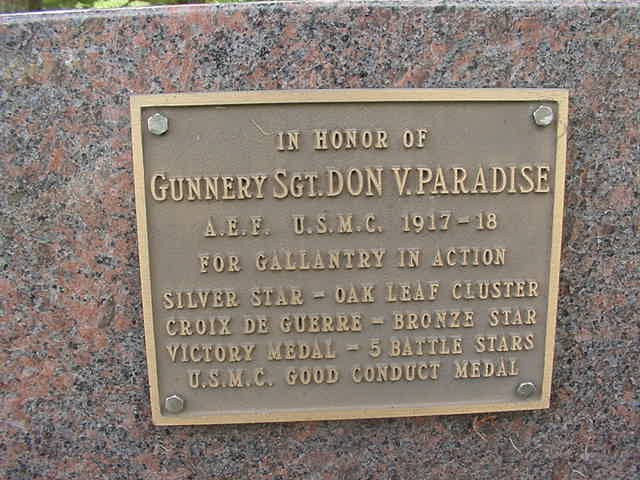 IN HONOR OF
GUNNERY SGT. DON V. PARADISE
A.E.F. U.S.M.C. 1917-18
FOR GALLANTRY IN ACTION
SILVER STAR - OAK LEAF CLUSTER
CROIX DE GUERRE - BRONZE STAR
VICTORY MEDAL - 5 BATTLE STARS
U.S.M.C. GOOD CONDUCT MEDAL